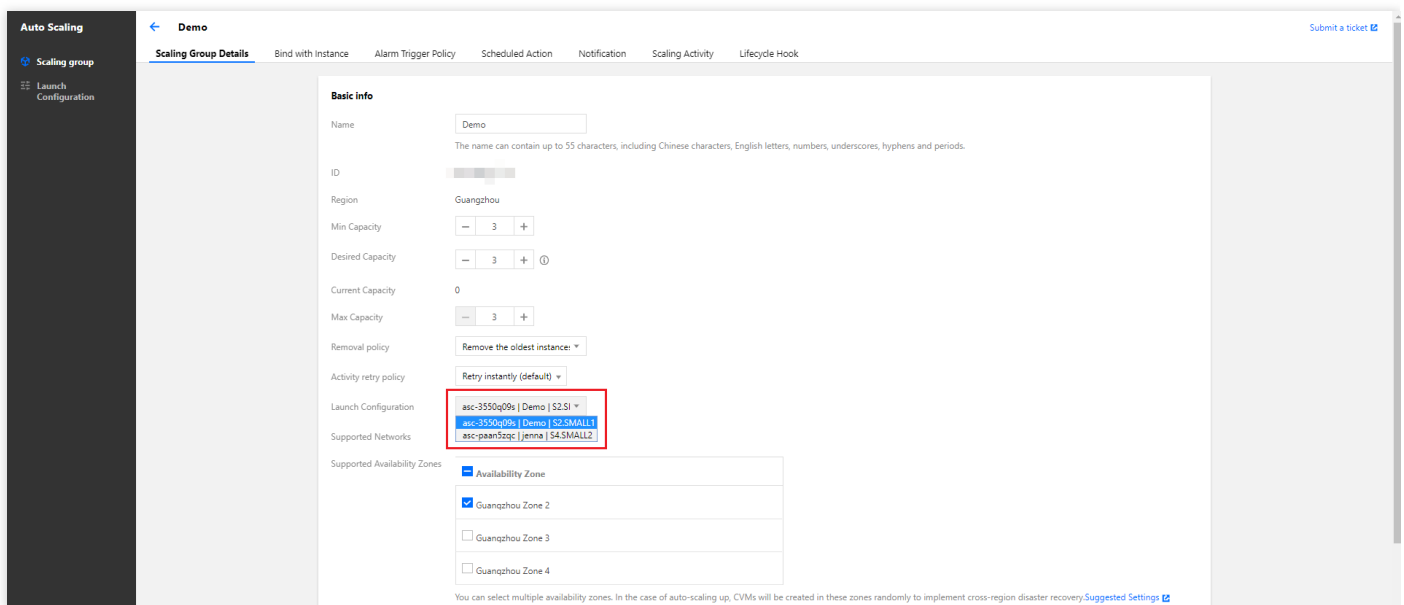 Auto Scaling
Demo
Submit a ticket
Scaling Group Details Bind with Instance Alarm Trigger Policy Scheduled Action Notification Scaling Activity Lifecycle Hook
Scaling group
Launch
Configuration
Basic info
Name Demo
The name can contain up to 55 characters, including Chinese characters, English letters, numbers, underscores, hyphens and periods.
ID
Region Guangzhou
Min Capacity − 3 +
Desired Capacity − 3 +
Current Capacity 0
Max Capacity − 3 +
Removal policy Remove the oldest instance:
Activity retry policy Retry instantly (default)
Launch Configuration asc-3550q09s | Demo | S2.SI
asc-3550q09s | Demo | S2.SMALL1
asc-paan5zqc | jenna | S4.SMALL2
Supported Networks
Supported Availability Zones
Availability Zone
Guangzhou Zone 2
Guangzhou Zone 3
Guangzhou Zone 4
You can select multiple availability zones. In the case of auto-scaling up, CVMs will be created in these zones randomly to implement cross-region disaster recovery.Suggested Settings